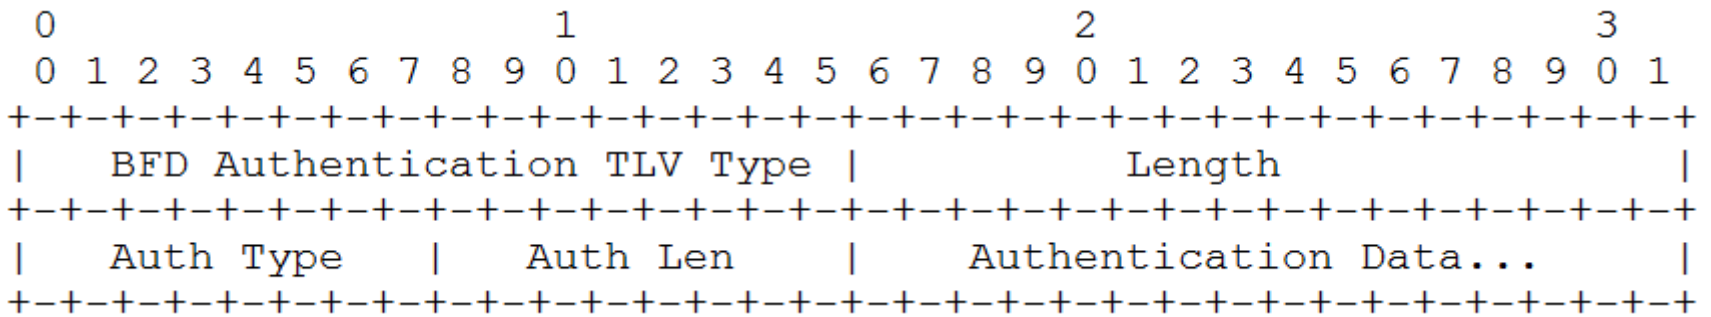 0                   1                   2                   3
 0 1 2 3 4 5 6 7 8 9 0 1 2 3 4 5 6 7 8 9 0 1 2 3 4 5 6 7 8 9 0 1
+-+-+-+-+-+-+-+-+-+-+-+-+-+-+-+-+-+-+-+-+-+-+-+-+-+-+-+-+-+-+-+-+
|   BFD Authentication TLV Type |          Length               |
+-+-+-+-+-+-+-+-+-+-+-+-+-+-+-+-+-+-+-+-+-+-+-+-+-+-+-+-+-+-+-+-+
|   Auth Type   |   Auth Len    |    Authentication Data...     |
+-+-+-+-+-+-+-+-+-+-+-+-+-+-+-+-+-+-+-+-+-+-+-+-+-+-+-+-+-+-+-+-+